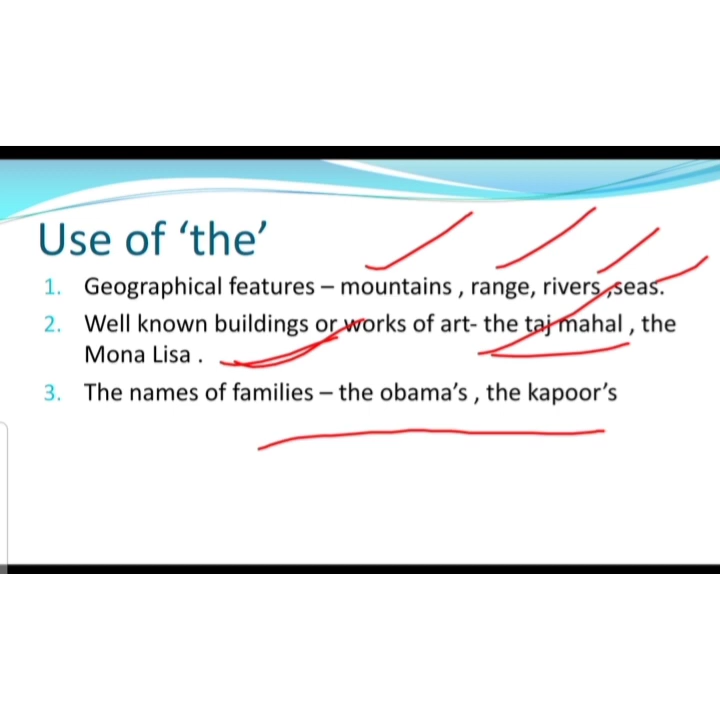 Use of ‘the’
1. Geographical features – mountains , range, rivers ,seas.
2. Well known buildings or works of art- the taj mahal , the
Mona Lisa .
3. The names of families – the obama’s , the kapoor’s